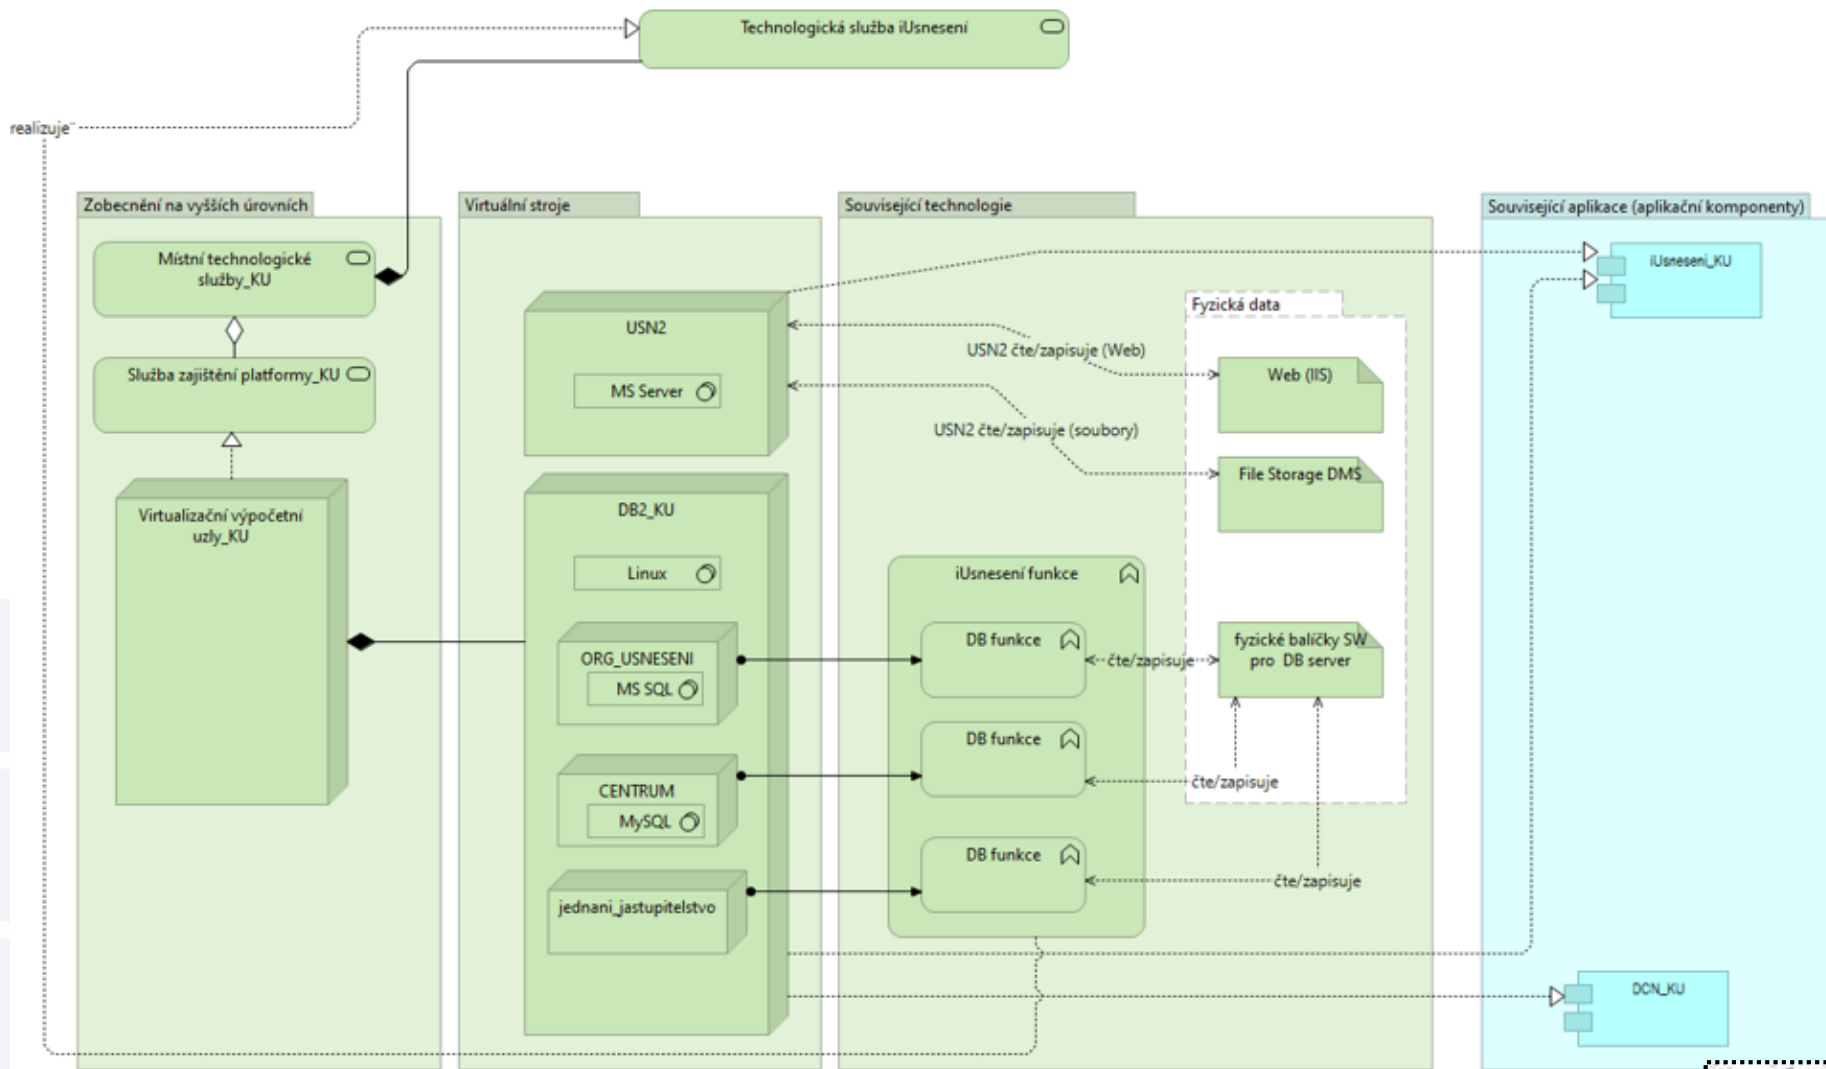 Technologická služba iUsnesení
realizuje
Zobecnění na vyšších úrovních
Virtuální stroje
Související technologie
Související aplikace (aplikační komponenty)
Místní technologické
služby_KU
Služba zajištění platformy_KU
Virtualizační výpočetní
uzly_KU
USN2
MS Server
DB2_KU
Linux
ORG_USNESENI
MS SQL
CENTRUM
MySQL
jednani_jastupitelstvo
USN2 čte/zapisuje (Web)
USN2 čte/zapisuje (soubory)
iUsnesení funkce
DB funkce
čte/zapisuje
DB funkce
čte/zapisuje
DB funkce
čte/zapisuje
Fyzická data
Web (IIS)
File Storage DMS
fyzické balíčky SW
pro DB server
iUsneseni_KU
DCN_KU